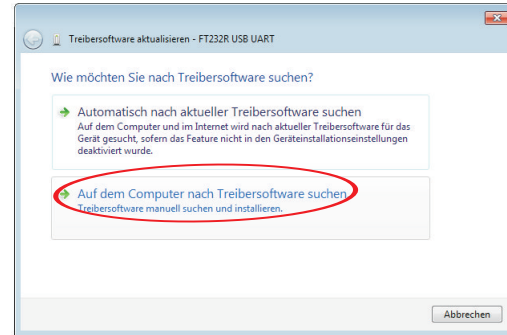 Treibersoftware aktualisieren - FT232R USB UART
Wie möchten Sie nach Treibersoftware suchen?
Automatisch nach aktueller Treibersoftware suchen
Auf dem Computer und im Internet wird nach aktueller Treibersoftware für das
Gerät gesucht, sofern das Feature nicht in den Geräteinstallationseinstellungen
deaktiviert wurde.
Auf dem Computer nach Treibersoftware suchen
Treibersoftware manuell suchen und installieren.
Abbrechen